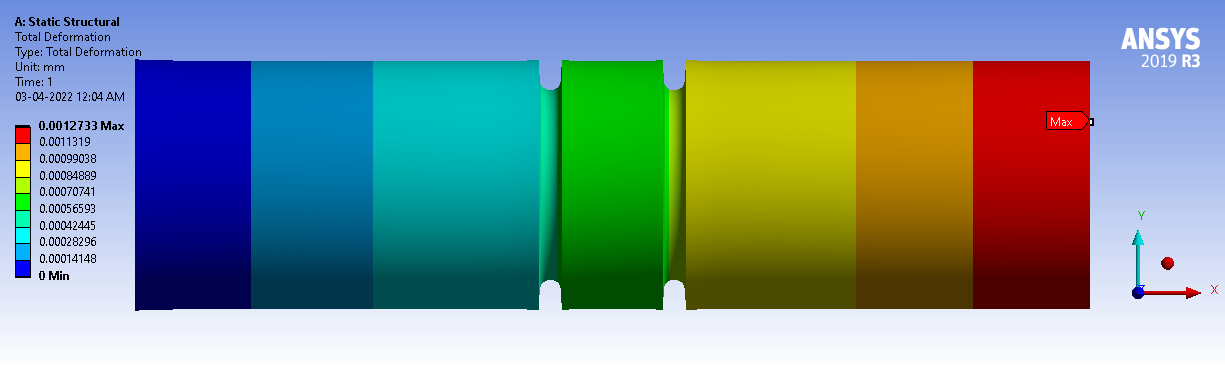 A: Static Structural
Total Deformation
Type: Total Deformation
Unit: mm
Time: 1
03-04-2022 12:04 AM
0.0012733 Max
0.0011319
0.00099038
0.00084889
0.00070741
0.00056593
0.00042445
0.00028296
0.00014148
0 Min
ANSYS
2019 R3
Max
Y
Z
X